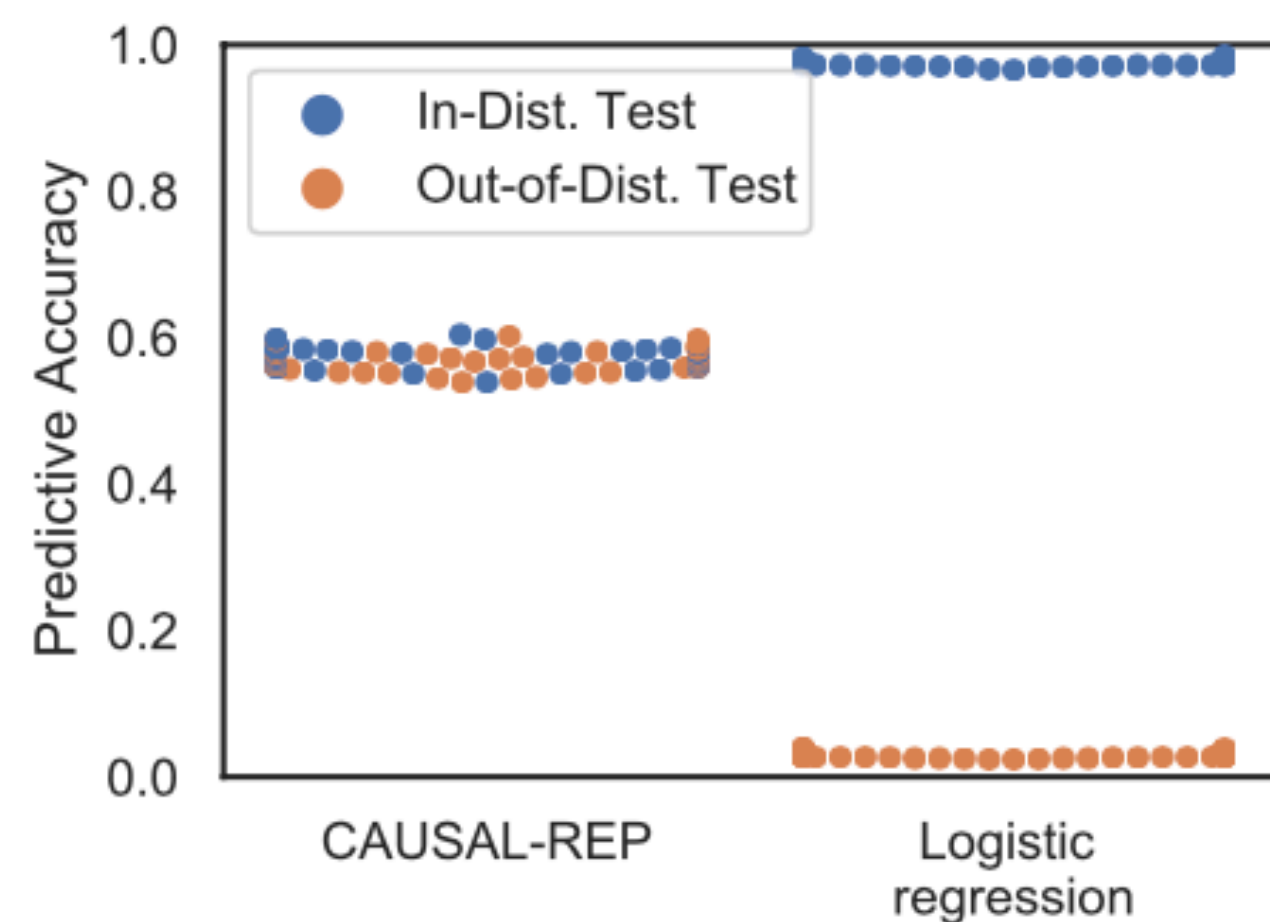 1.0
0.8
0.6
0.4
0.2
0.0
Predictive Accuracy
In-Dist. Test
Out-of-Dist. Test
CAUSAL-REP
Logistic
regression